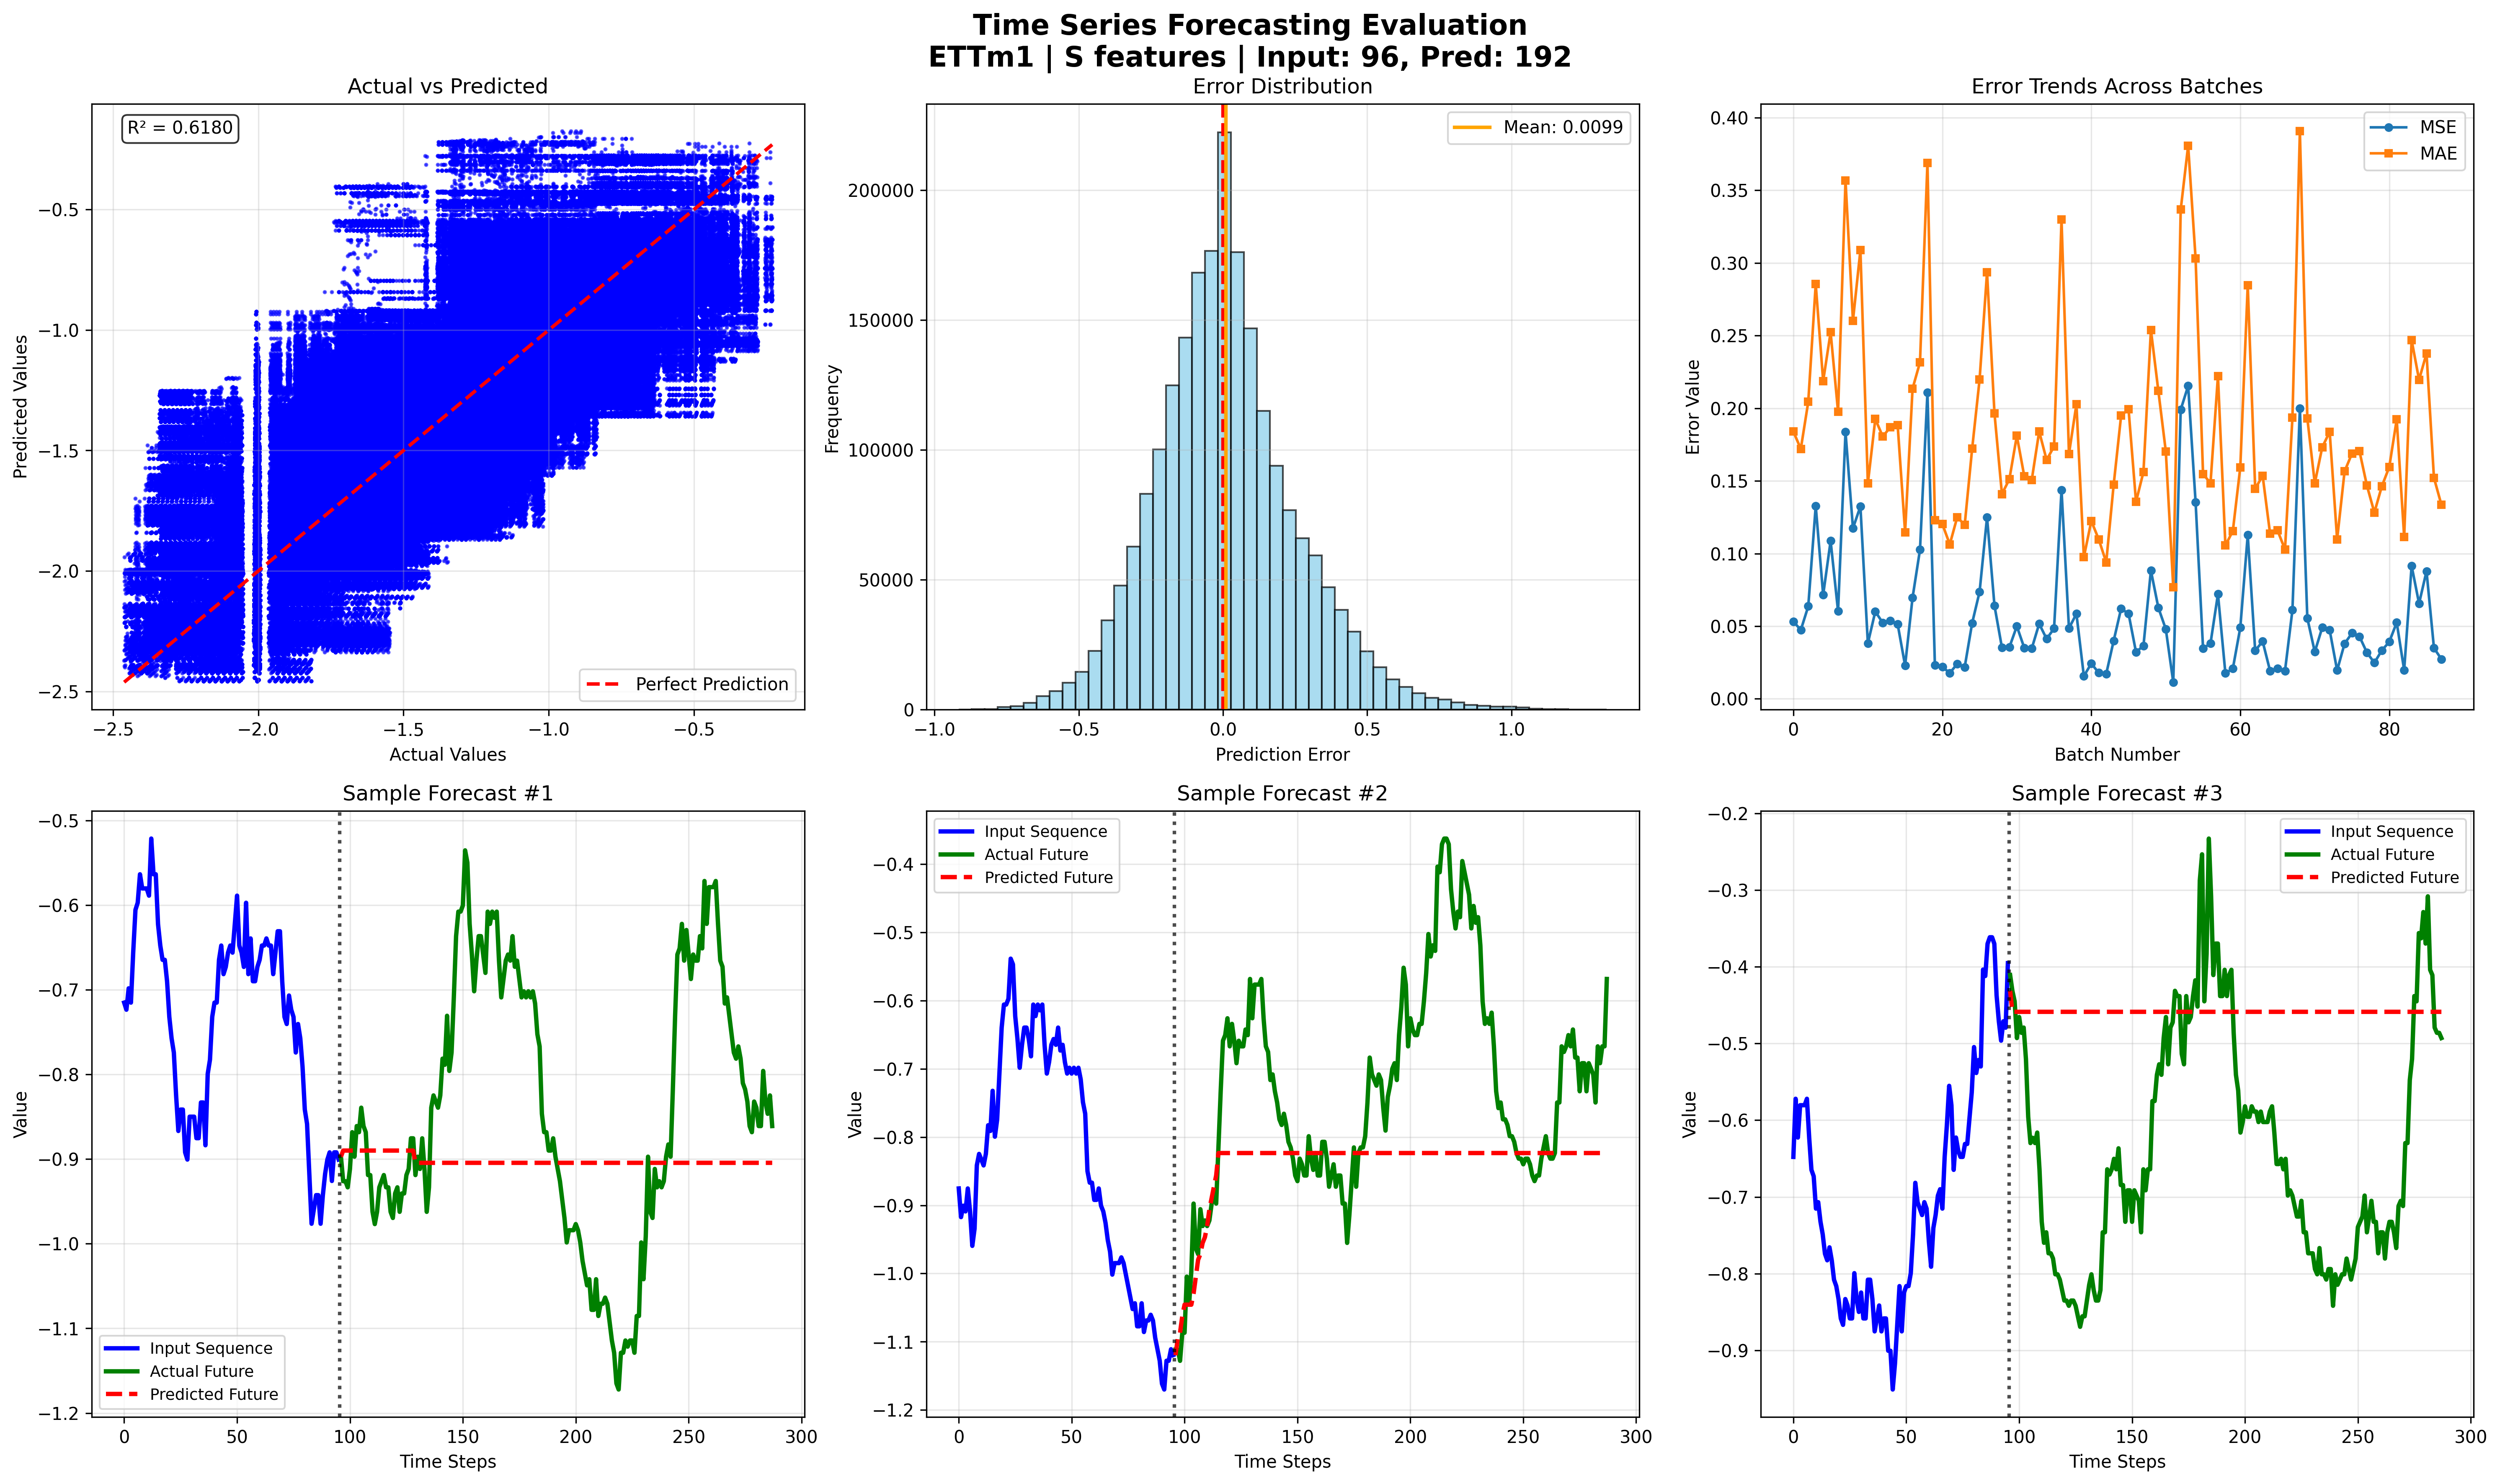 Time Series Forecasting Evaluation
ETTm1 | S features | Input: 96, Pred: 192
Actual vs Predicted
R² = 0.6180
Predicted Values
−0.5
−1.0
−1.5
−2.0
−2.5
−2.5
−2.0
−1.5
−1.0
−0.5
Actual Values
Perfect Prediction
Error Distribution
Mean: 0.0099
Frequency
200000
150000
100000
50000
0
−1.0
−0.5
0.0
0.5
1.0
Prediction Error
Error Trends Across Batches
MSE
MAE
Error Value
0.40
0.35
0.30
0.25
0.20
0.15
0.10
0.05
0.00
0
20
40
60
80
Batch Number
Sample Forecast #1
Value
−0.5
−0.6
−0.7
−0.8
−0.9
−1.0
−1.1
−1.2
Input Sequence
Actual Future
Predicted Future
0
50
100
150
200
250
300
Time Steps
Sample Forecast #2
Input Sequence
Actual Future
Predicted Future
Value
−0.4
−0.5
−0.6
−0.7
−0.8
−0.9
−1.0
−1.1
−1.2
0
50
100
150
200
250
300
Time Steps
Sample Forecast #3
Input Sequence
Actual Future
Predicted Future
Value
−0.2
−0.3
−0.4
−0.5
−0.6
−0.7
−0.8
−0.9
0
50
100
150
200
250
300
Time Steps